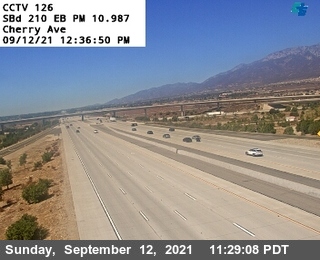 CCTV 126
SBd 210 EB PM 10.987
Cherry Ave
09/12/21 12:36:50 PM
Sunday, September 12, 2021 11:29:08 PDT